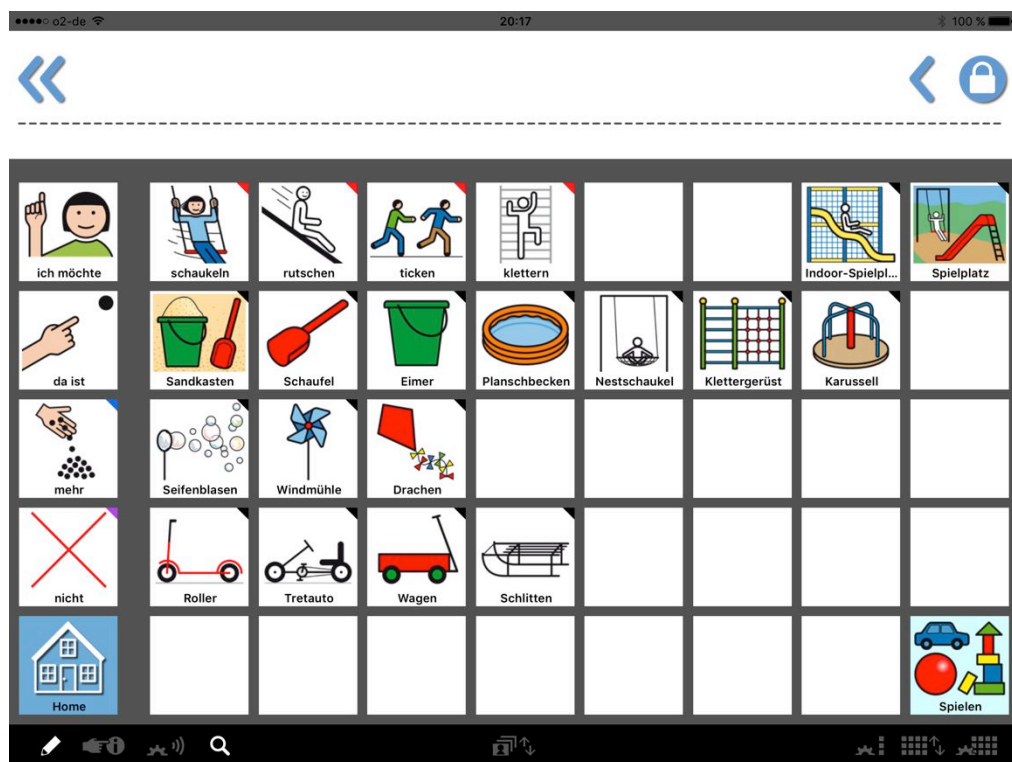 o2-de 20:17 100 %
ich möchte schaukeln rutschen ticken klettern Indoor-Spielpl... Spielplatz
da ist Sandkasten Schaufel Eimer Planschbecken Nestschaukel Klettergerüst Karussell
mehr Seifenblasen Windmühle Drachen
nicht Roller Tretauto Wagen Schlitten
Home Spielen